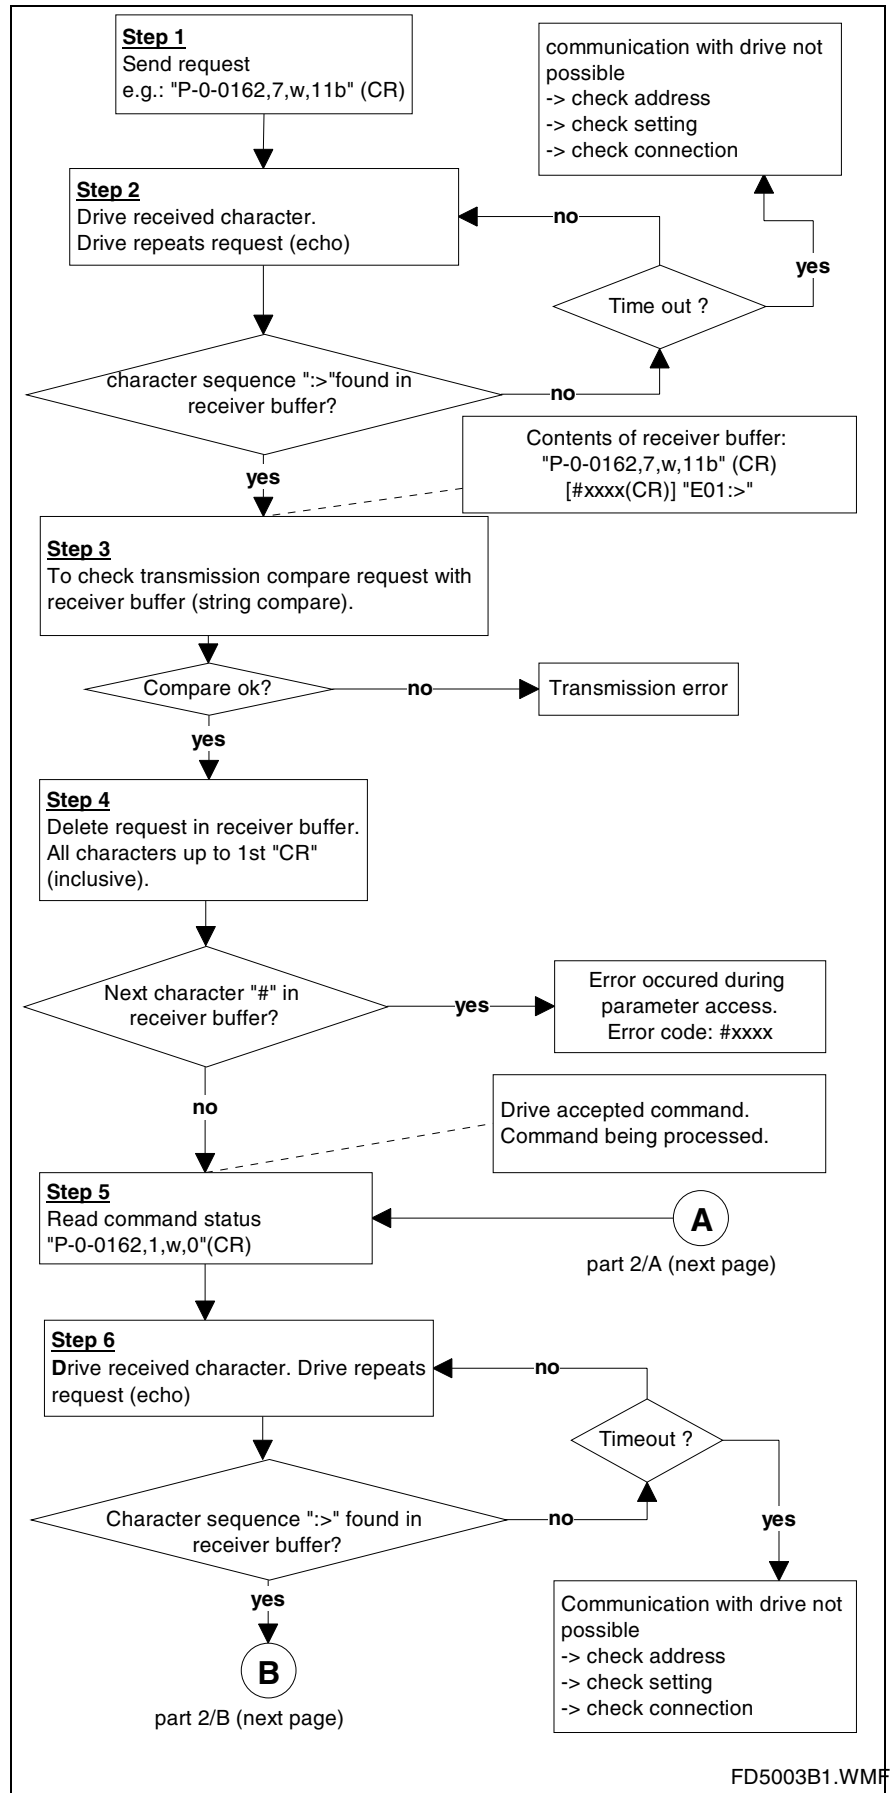 Step 1
Send request
e.g.: "P-0-0162,7,w,11b" (CR)
communication with drive not
possible
-> check address
-> check setting
-> check connection
Step 2
Drive received character.
Drive repeats request (echo)
no
yes
Time out ?
character sequence ":>"found in
receiver buffer?
no
yes
Contents of receiver buffer:
"P-0-0162,7,w,11b" (CR)
[#xxxx(CR)] "E01:>"
Step 3
To check transmission compare request with
receiver buffer (string compare).
Compare ok?
no
Transmission error
yes
Step 4
Delete request in receiver buffer.
All characters up to 1st "CR"
(inclusive).
Next character "#" in
receiver buffer?
yes
Error occured during
parameter access.
Error code: #xxxx
no
Drive accepted command.
Command being processed.
Step 5
Read command status
"P-0-0162,1,w,0"(CR)
A
part 2/A (next page)
Step 6
Drive received character. Drive repeats
request (echo)
no
Timeout ?
Character sequence ":>" found in
receiver buffer?
no
yes
yes
Communication with drive not
possible
-> check address
-> check setting
-> check connection
B
part 2/B (next page)
FD5003B1.WMF